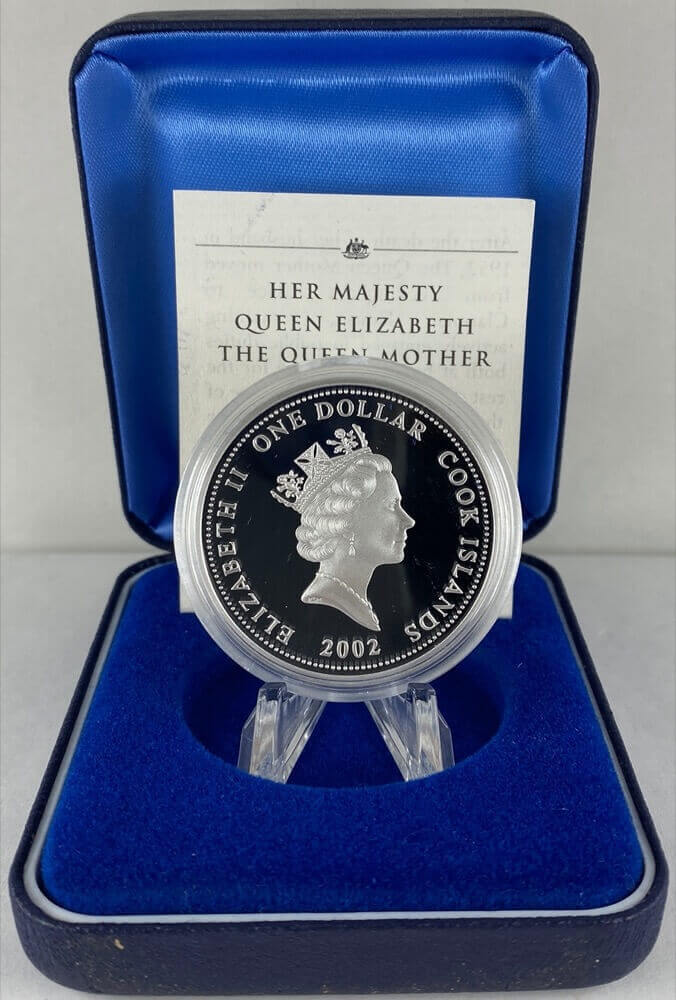 HER MAJESTY
QUEEN ELIZABETH
THE QUEEN MOTHER
ELIZABETH II ONE DOLLAR COOK ISLANDS
2002